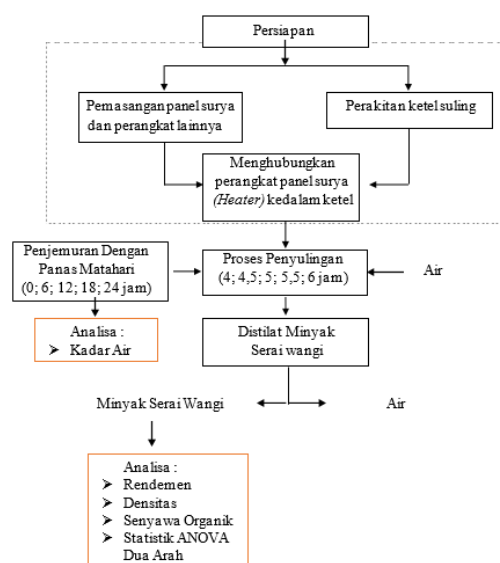 Persiapan
Pemasangan panel surya
dan perangkat lainnya
Perakitan ketel suling
Menghubungkan
perangkat panel surya
(Heater) kedalam ketel
Penjemuran Dengan
Panas Matahari
(0; 6; 12; 18; 24 jam)
Proses Penyulingan
(4; 4,5; 5; 5,5; 6 jam)
Air
Analisa :
➤ Kadar Air
Distilat Minyak
Serai wangi
Minyak Serai Wangi
Air
Analisa :
➤ Rendemen
➤ Densitas
➤ Senyawa Organik
➤ Statistik ANOVA
Dua Arah